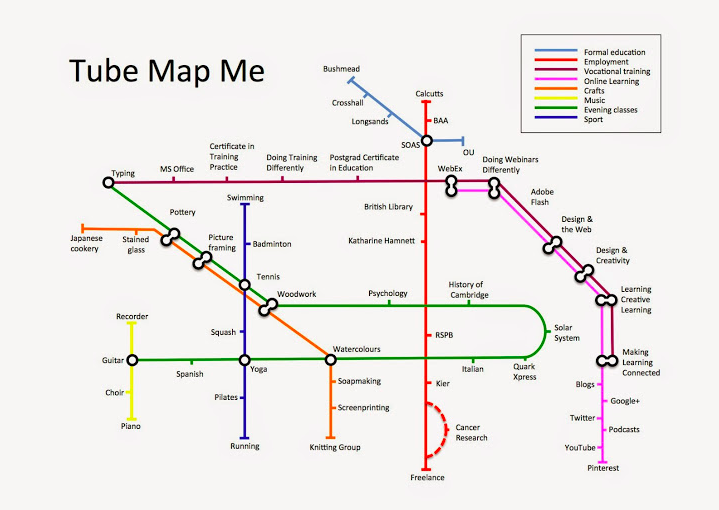 Tube Map Me
Formal education
Employment
Vocational training
Online Learning
Crafts
Music
Evening classes
Sport
Bushmead
Crosshall
Longsands
Calcutts
BAA
SOAS
OU
Typing
MS Office
Certificate in
Training
Practice
Doing Training
Differently
Postgrad Certificate
in Education
WebEx
Doing Webinars
Differently
Adobe
Flash
Swimming
Pottery
British Library
Design &
the Web
Japanese
cookery
Stained
glass
Picture
framing
Badminton
Katharine Hamnett
Design &
Creativity
Tennis
Woodwork
Psychology
History of
Cambridge
Learning
Creative
Learning
Recorder
Squash
RSPB
Solar
System
Guitar
Watercolours
Making
Learning
Connected
Spanish
Yoga
Italian
Quark
Xpress
Choir
Pilates
Soapmaking
Kier
Blogs
Screenprinting
Google+
Piano
Cancer
Research
Twitter
Podcasts
Running
Knitting Group
YouTube
Pinterest
Freelance